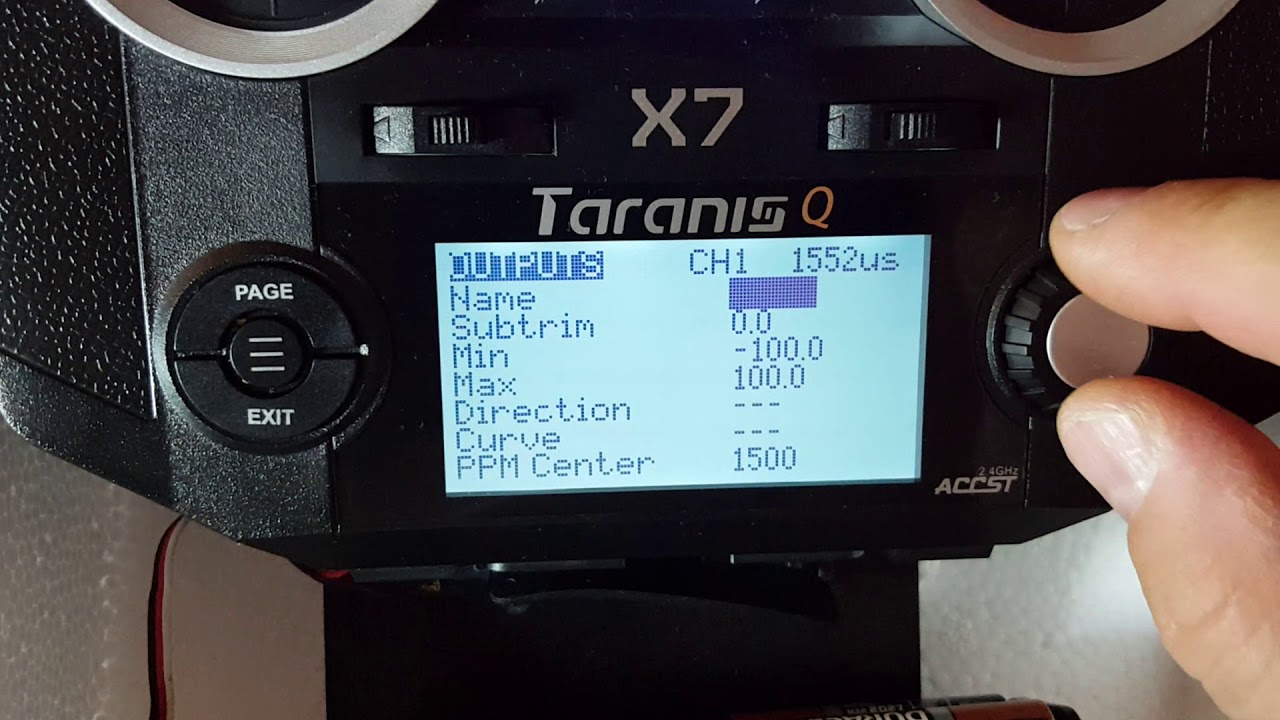 X7
Taranis Q
PAGE
EXIT
OUTPUTS CH1 1552us
Name
Subtrim 0.0
Min -100.0
Max 100.0
Direction ---
Curve ---
PPM Center 1500
2.4GHz
ACCST